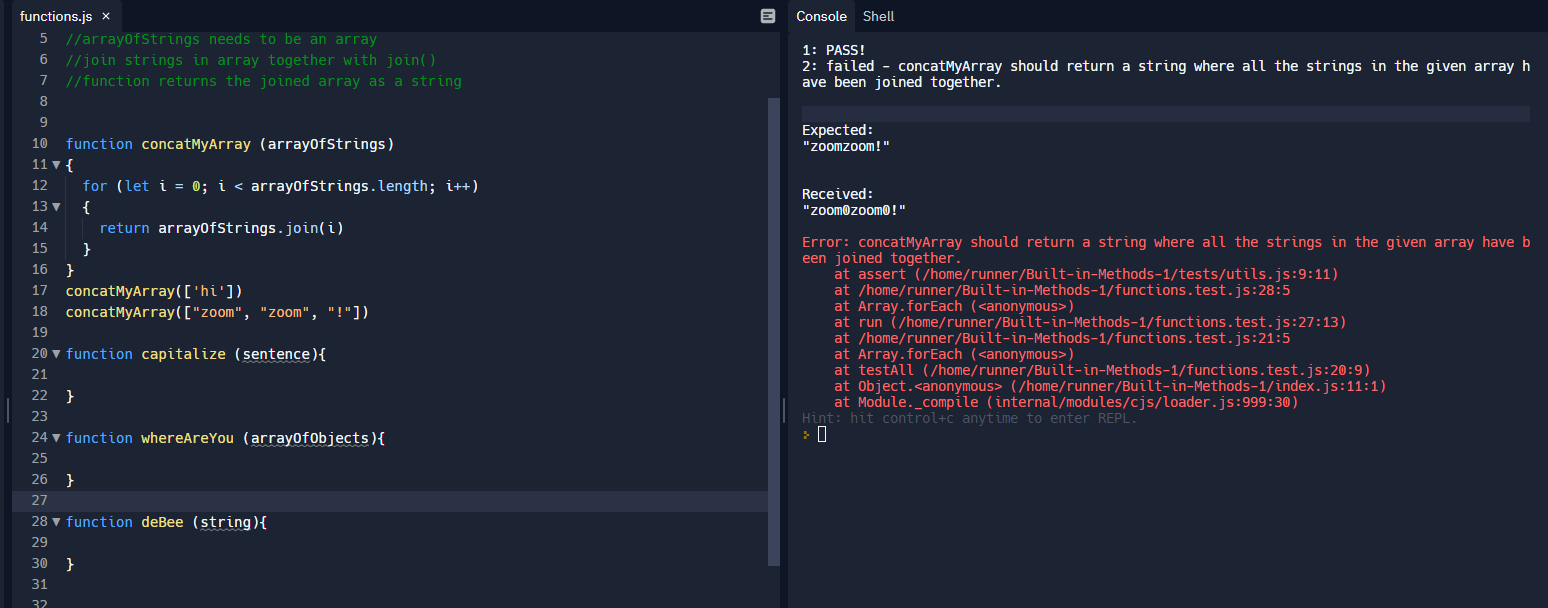 functions.js ×
5 //arrayOfStrings needs to be an array
6 //join strings in array together with join()
7 //function returns the joined array as a string
8
9
10 function concatMyArray (arrayOfStrings)
11 {
12 for (let i = 0; i < arrayOfStrings.length; i++)
13 {
14 return arrayOfStrings.join(i)
15 }
16 }
17 concatMyArray(['hi'])
18 concatMyArray(["zoom", "zoom", "!"])
19
20 function capitalize (sentence){
21
22 }
23
24 function whereAreYou (arrayOfObjects){
25
26 }
27
28 function deBee (string){
29
30 }
31
32
Console Shell
1: PASS!
2: failed - concatMyArray should return a string where all the strings in the given array h
ave been joined together.
Expected:
"zoomzoom!"
Received:
"zoom0zoom0!"
Error: concatMyArray should return a string where all the strings in the given array have b
een joined together.
at assert (/home/runner/Built-in-Methods-1/tests/utils.js:9:11)
at /home/runner/Built-in-Methods-1/functions.test.js:28:5
at Array.forEach (<anonymous>)
at run (/home/runner/Built-in-Methods-1/functions.test.js:27:13)
at /home/runner/Built-in-Methods-1/functions.test.js:21:5
at Array.forEach (<anonymous>)
at testAll (/home/runner/Built-in-Methods-1/functions.test.js:20:9)
at Object.<anonymous> (/home/runner/Built-in-Methods-1/index.js:11:1)
at Module._compile (internal/modules/cjs/loader.js:999:30)
Hint: hit control+c anytime to enter REPL.